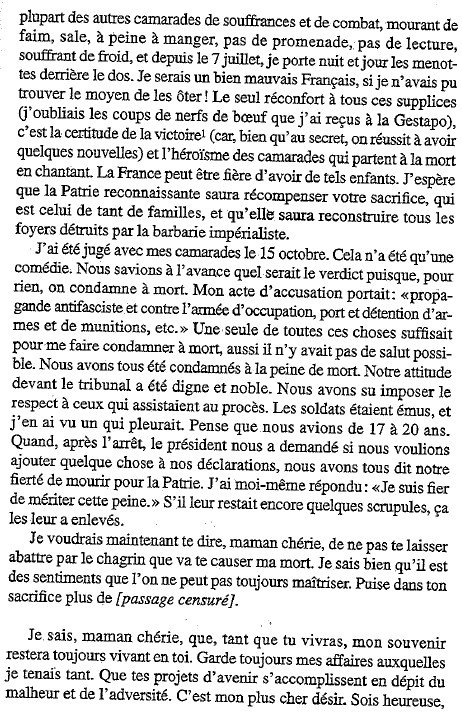 plupart des autres camarades de souffrances et de combat, mourant de
faim, sale, à peine à manger, pas de promenade, pas de lecture,
souffrant de froid, et depuis le 7 juillet, je porte nuit et jour les menot-
tes derrière le dos. Je serais un bien mauvais Français, si je n'avais pu
trouver le moyen de les ôter! Le seul réconfort à tous ces supplices
(j'oubliais les coups de nerfs de bœuf que j'ai reçus à la Gestapo),
c'est la certitude de la victoire¹ (car, bien qu'au secret, on réussit à avoir
quelques nouvelles) et l'héroïsme des camarades qui partent à la mort
en chantant. La France peut être fière d'avoir de tels enfants. J'espère
que la Patrie reconnaissante saura récompenser votre sacrifice, qui
est celui de tant de familles, et qu'elle saura reconstruire tous les
foyers détruits par la barbarie impérialiste.
J'ai été jugé avec mes camarades le 15 octobre. Cela n'a été qu'une
comédie. Nous savions à l'avance quel serait le verdict puisque, pour
rien, on condamne à mort. Mon acte d'accusation portait: «propa-
gande antifasciste et contre l'armée d'occupation, port et détention d'ar-
mes et de munitions, etc.» Une seule de toutes ces choses suffisait
pour me faire condamner à mort, aussi il n'y avait pas de salut possi-
ble. Nous avons tous été condamnés à la peine de mort. Notre attitude
devant le tribunal a été digne et noble. Nous avons su imposer le
respect à ceux qui assistaient au procès. Les soldats étaient émus, et
j'en ai vu un qui pleurait. Pense que nous avions de 17 à 20 ans.
Quand, après l'arrêt, le président nous a demandé si nous voulions
ajouter quelque chose à nos déclarations, nous avons tous dit notre
fierté de mourir pour la Patrie. J'ai moi-même répondu: «Je suis fier
de mériter cette peine.» S'il leur restait encore quelques scrupules, ça
les leur a enlevés.
Je voudrais maintenant te dire, maman chérie, de ne pas te laisser
abattre par le chagrin que va te causer ma mort. Je sais bien qu'il est
des sentiments que l'on ne peut pas toujours maîtriser. Puise dans ton
sacrifice plus de [passage censuré].
Je sais, maman chérie, que, tant que tu vivras, mon souvenir
restera toujours vivant en toi. Garde toujours mes affaires auxquelles
je tenais tant. Que tes projets d'avenir s'accomplissent en dépit du
malheur et de l'adversité. C'est mon plus cher désir. Sois heureuse,